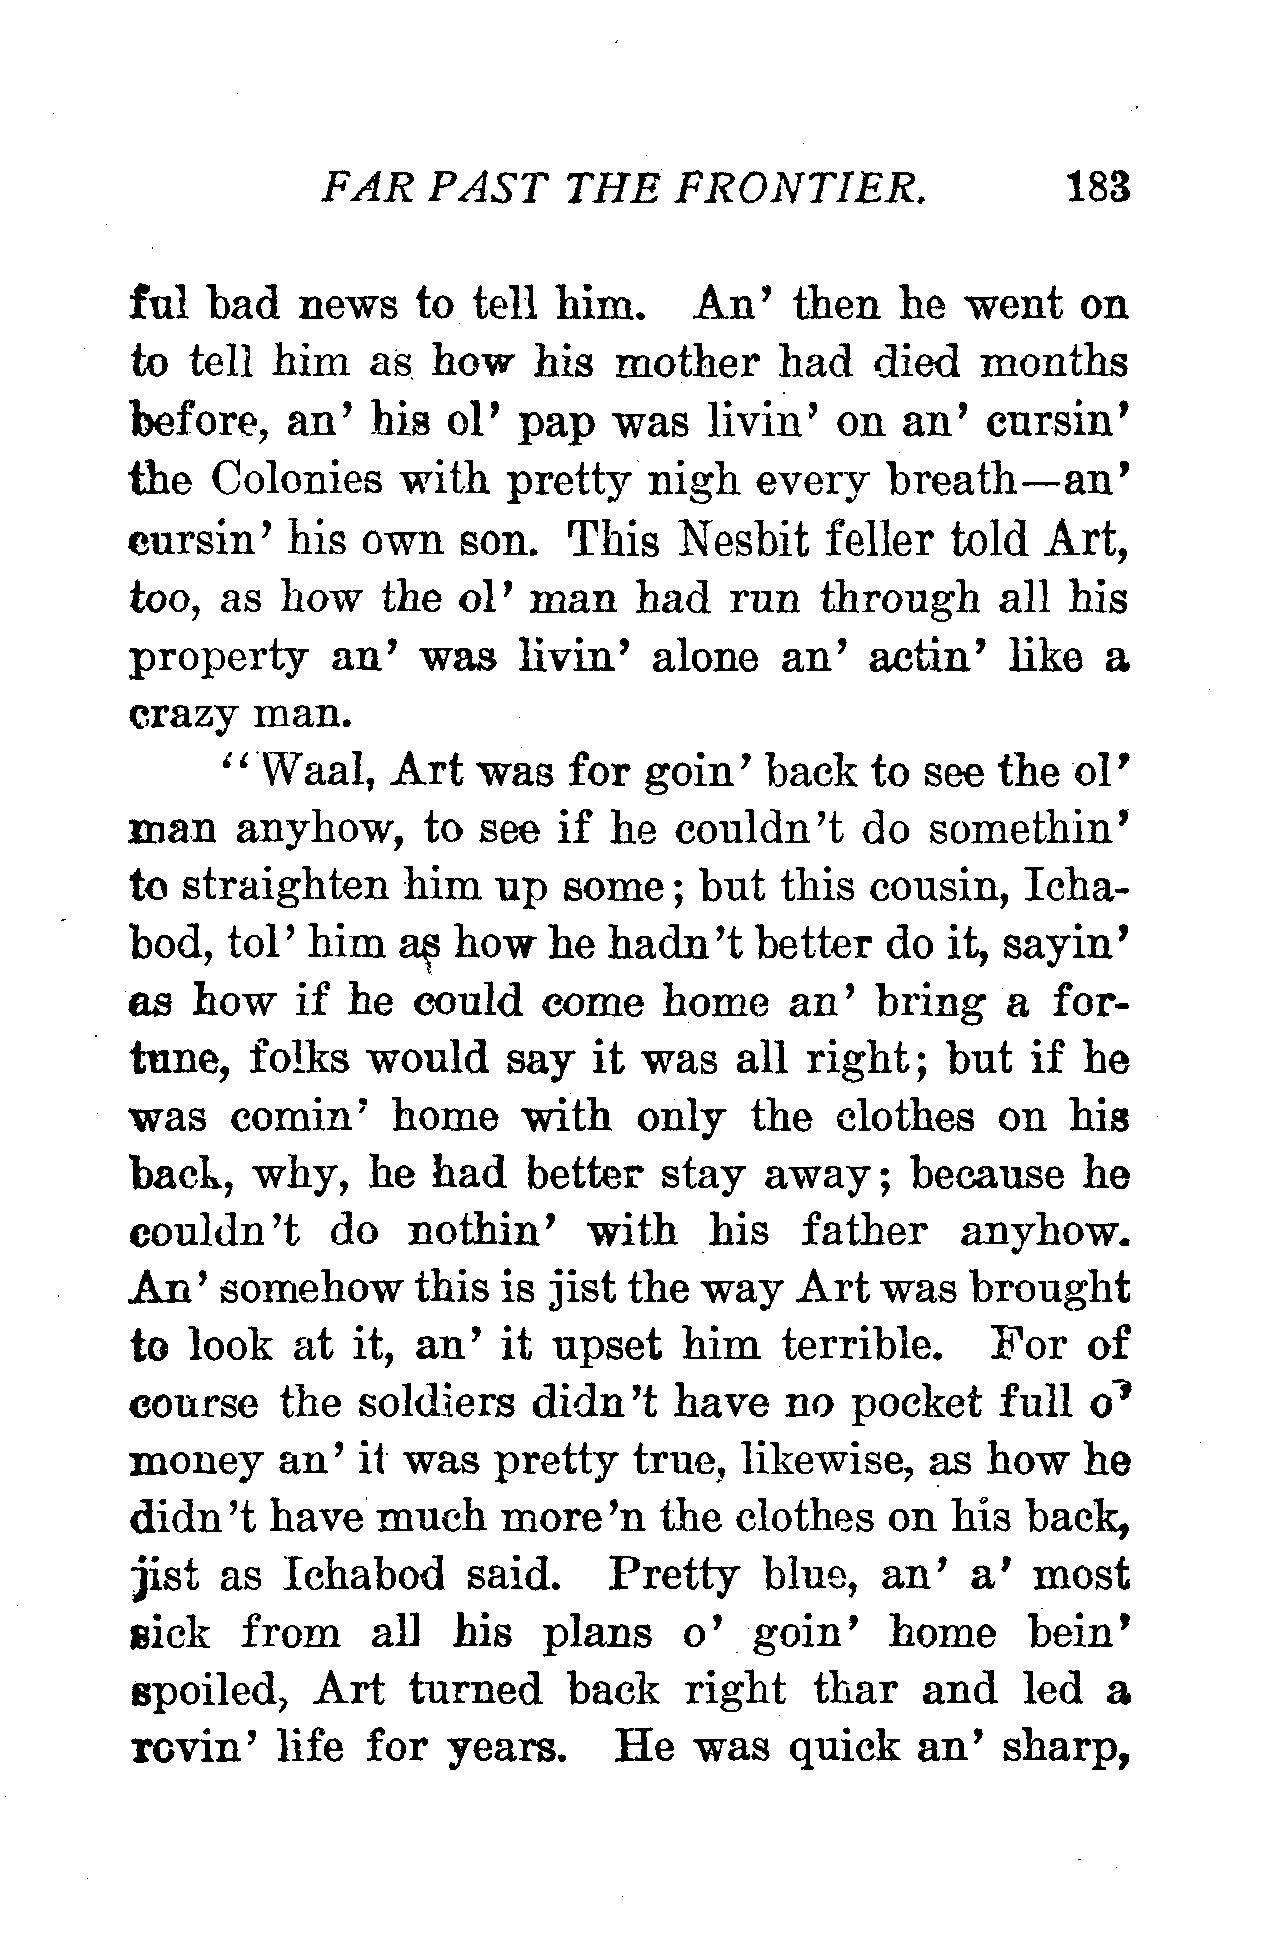 FAR PAST THE FRONTIER. 183
ful bad news to tell him. An' then he went on
to tell him as how his mother had died months
before, an' his ol' pap was livin' on an' cursin'
the Colonies with pretty nigh every breath—an'
cursin' his own son. This Nesbit feller told Art,
too, as how the ol' man had run through all his
property an' was livin' alone an' actin' like a
crazy man.
"Waal, Art was for goin' back to see the ol'
man anyhow, to see if he couldn't do somethin'
to straighten him up some; but this cousin, Icha-
bod, tol' him as how he hadn't better do it, sayin'
as how if he could come home an' bring a for-
tune, folks would say it was all right; but if he
was comin' home with only the clothes on his
back, why, he had better stay away; because he
couldn't do nothin' with his father anyhow.
An' somehow this is jist the way Art was brought
to look at it, an' it upset him terrible. For of
course the soldiers didn't have no pocket full o'
money an' it was pretty true, likewise, as how he
didn't have much more'n the clothes on his back,
jist as Ichabod said. Pretty blue, an' a' most
sick from all his plans o' goin' home bein'
spoiled, Art turned back right thar and led a
rovin' life for years. He was quick an' sharp,